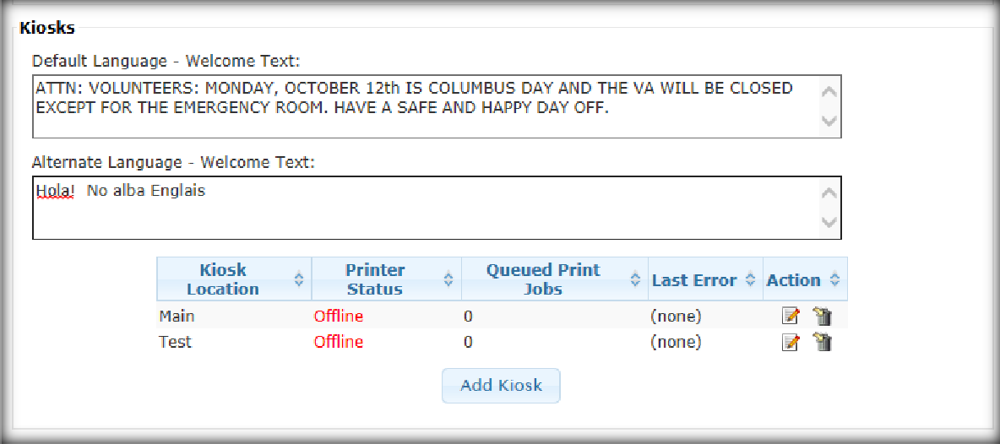 Kiosks
Default Language - Welcome Text:
ATTN: VOLUNTEERS: MONDAY, OCTOBER 12th IS COLUMBUS DAY AND THE VA WILL BE CLOSED
EXCEPT FOR THE EMERGENCY ROOM. HAVE A SAFE AND HAPPY DAY OFF.
Alternate Language - Welcome Text:
Hola!  No alba Englais
Kiosk Location Printer Status Queued Print Jobs Last Error Action
Main Offline 0 (none)
Test Offline 0 (none)
Add Kiosk